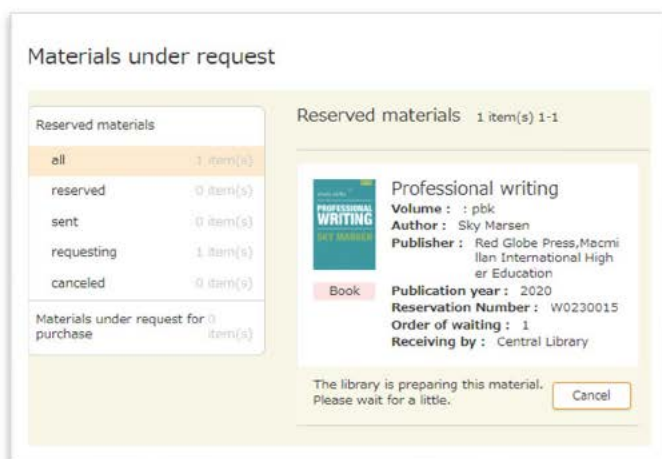 Materials under request
Reserved materials
all 1 item(s)
reserved 0 item(s)
sent 0 item(s)
requesting 1 item(s)
canceled 0 item(s)
Materials under request for 0
purchase item(s)
Reserved materials 1 item(s) 1-1
PROFESSIONAL
WRITING
SKY MARSEN
Book
Professional writing
Volume : : pbk
Author : Sky Marsen
Publisher : Red Globe Press,Macmi
llan International High
er Education
Publication year : 2020
Reservation Number : W0230015
Order of waiting : 1
Receiving by : Central Library
The library is preparing this material.
Please wait for a little.
Cancel